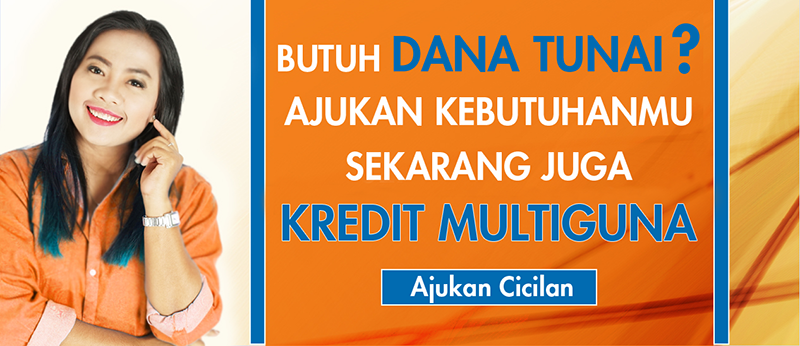 BUTUH DANA TUNAI?
AJUKAN KEBUTUHANMU
SEKARANG JUGA
KREDIT MULTIGUNA
Ajukan Cicilan